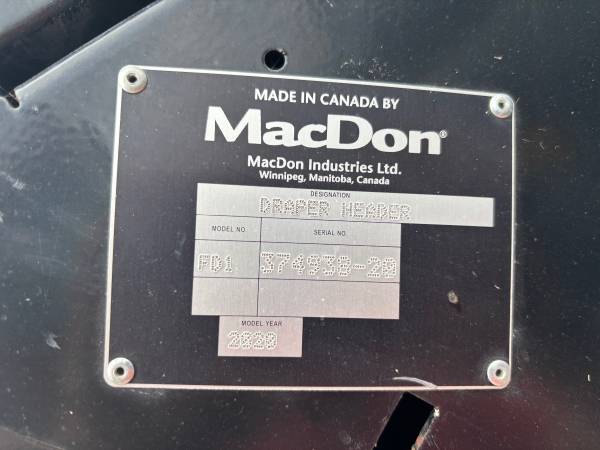 MADE IN CANADA BY
MacDon®
MacDon Industries Ltd.
Winnipeg, Manitoba, Canada
DESIGNATION
DRAPER HEADER
MODEL NO. SERIAL NO.
FD1 374938-20
MODEL YEAR
2020